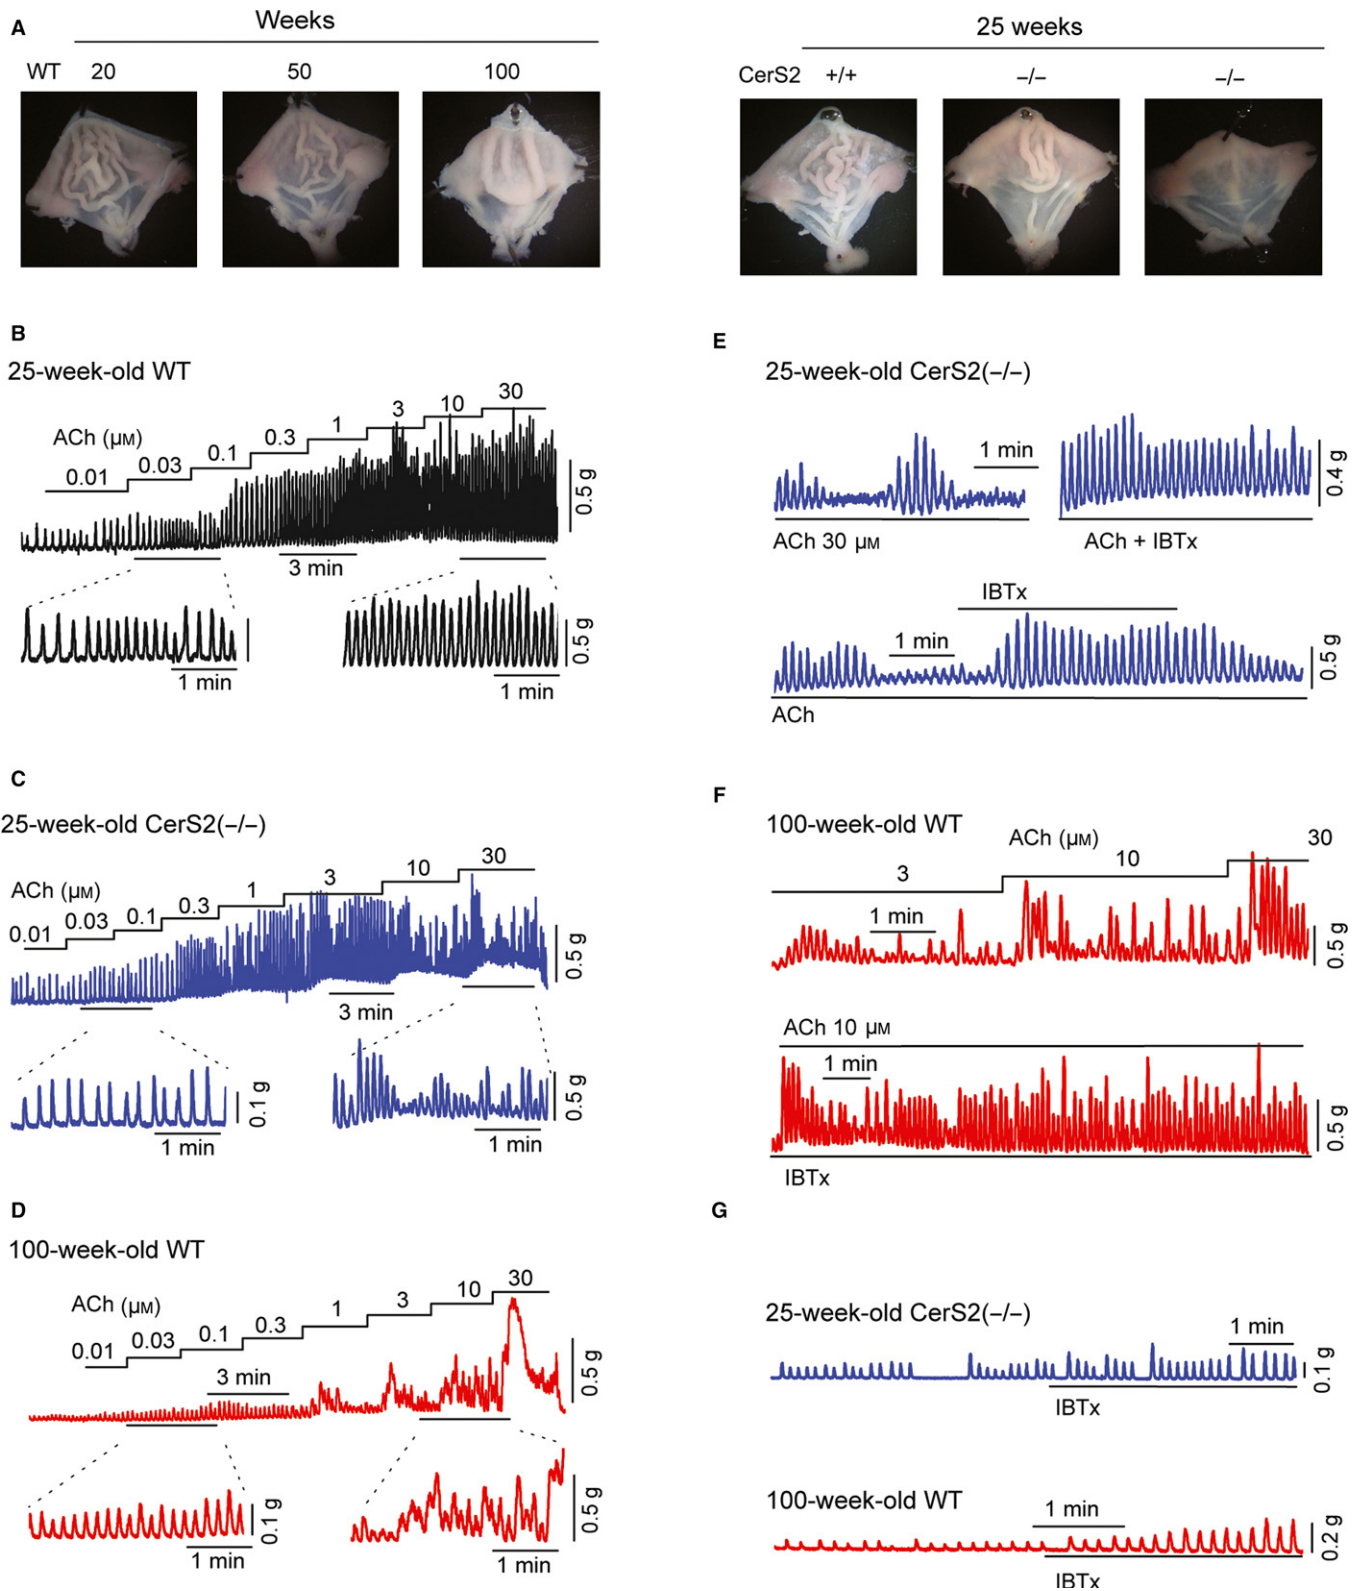 A
Weeks
WT 20 50 100
25 weeks
CerS2 +/+ –/– –/–
B
25-week-old WT
ACh (µM)
0.01 0.03 0.1 0.3 1 3 10 30
0.5 g
3 min
1 min
1 min
0.5 g
C
25-week-old CerS2(–/–)
ACh (µM)
0.01 0.03 0.1 0.3 1 3 10 30
0.5 g
3 min
0.1 g
1 min
0.5 g
1 min
D
100-week-old WT
ACh (µM)
0.01 0.03 0.1 0.3 1 3 10 30
3 min
0.5 g
0.1 g
1 min
0.5 g
1 min
E
25-week-old CerS2(–/–)
1 min
0.4 g
ACh 30 µM
ACh + IBTx
IBTx
1 min
0.5 g
ACh
F
100-week-old WT
ACh (µM)
3 10 30
1 min
0.5 g
ACh 10 µM
1 min
0.5 g
IBTx
G
25-week-old CerS2(–/–)
1 min
0.1 g
IBTx
100-week-old WT
1 min
0.2 g
IBTx